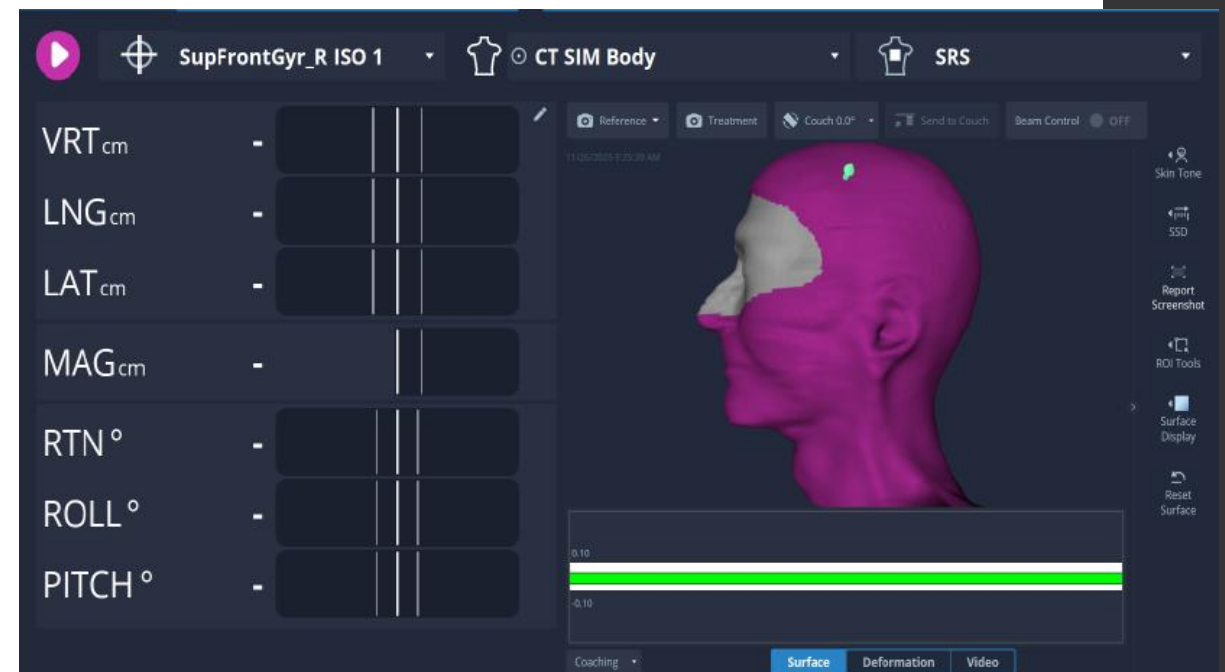 SupFrontGyr_R ISO 1
CT SIM Body
SRS
VRT cm -
LNG cm -
LAT cm -
MAG cm -
RTN ° -
ROLL ° -
PITCH ° -
Reference
Treatment
Couch 0.0°
Send to Couch
Beam Control OFF
Skin Tone
SSD
Report
Screenshot
ROI Tools
Surface
Display
Reset
Surface
0.10
-0.10
Coaching
Surface Deformation Video